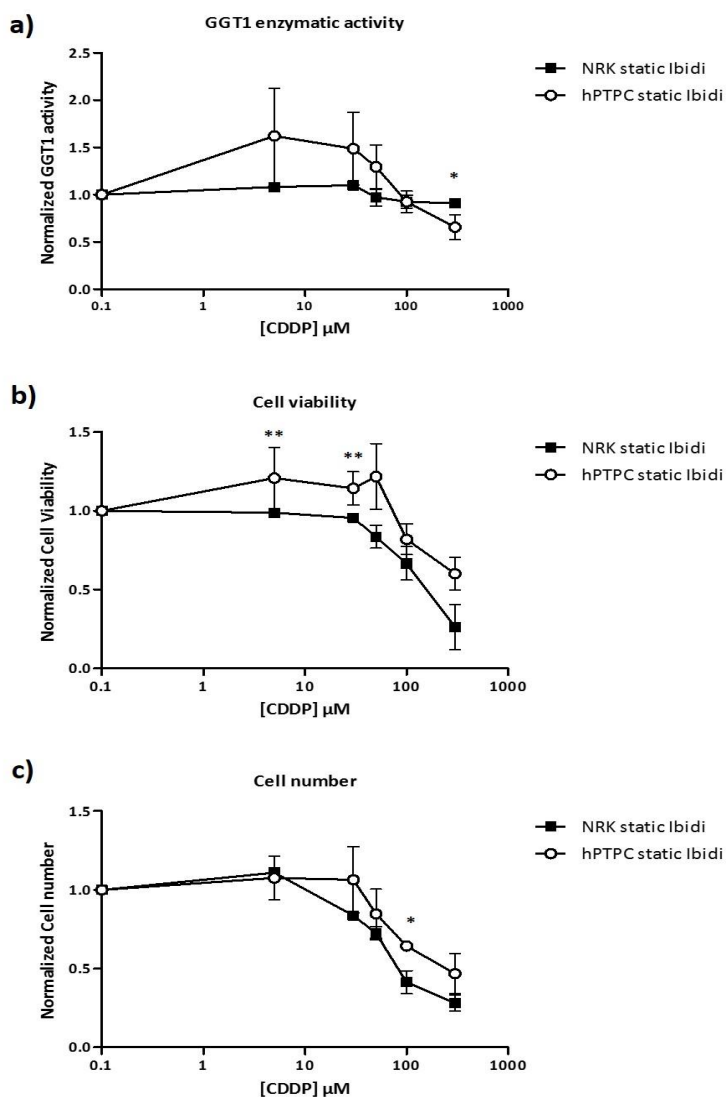 a)
GGT1 enzymatic activity
Normalized GGT1 activity
2.5
2.0
1.5
1.0
0.5
0.0
*
0.1 1 10 100 1000
[CDDP] µM
NRK static Ibidi
hPTPC static Ibidi
b)
Cell viability
Normalized Cell Viability
1.5
1.0
0.5
0.0
** **
0.1 1 10 100 1000
[CDDP] µM
NRK static Ibidi
hPTPC static Ibidi
c)
Cell number
Normalized Cell number
1.5
1.0
0.5
0.0
*
0.1 1 10 100 1000
[CDDP] µM
NRK static Ibidi
hPTPC static Ibidi